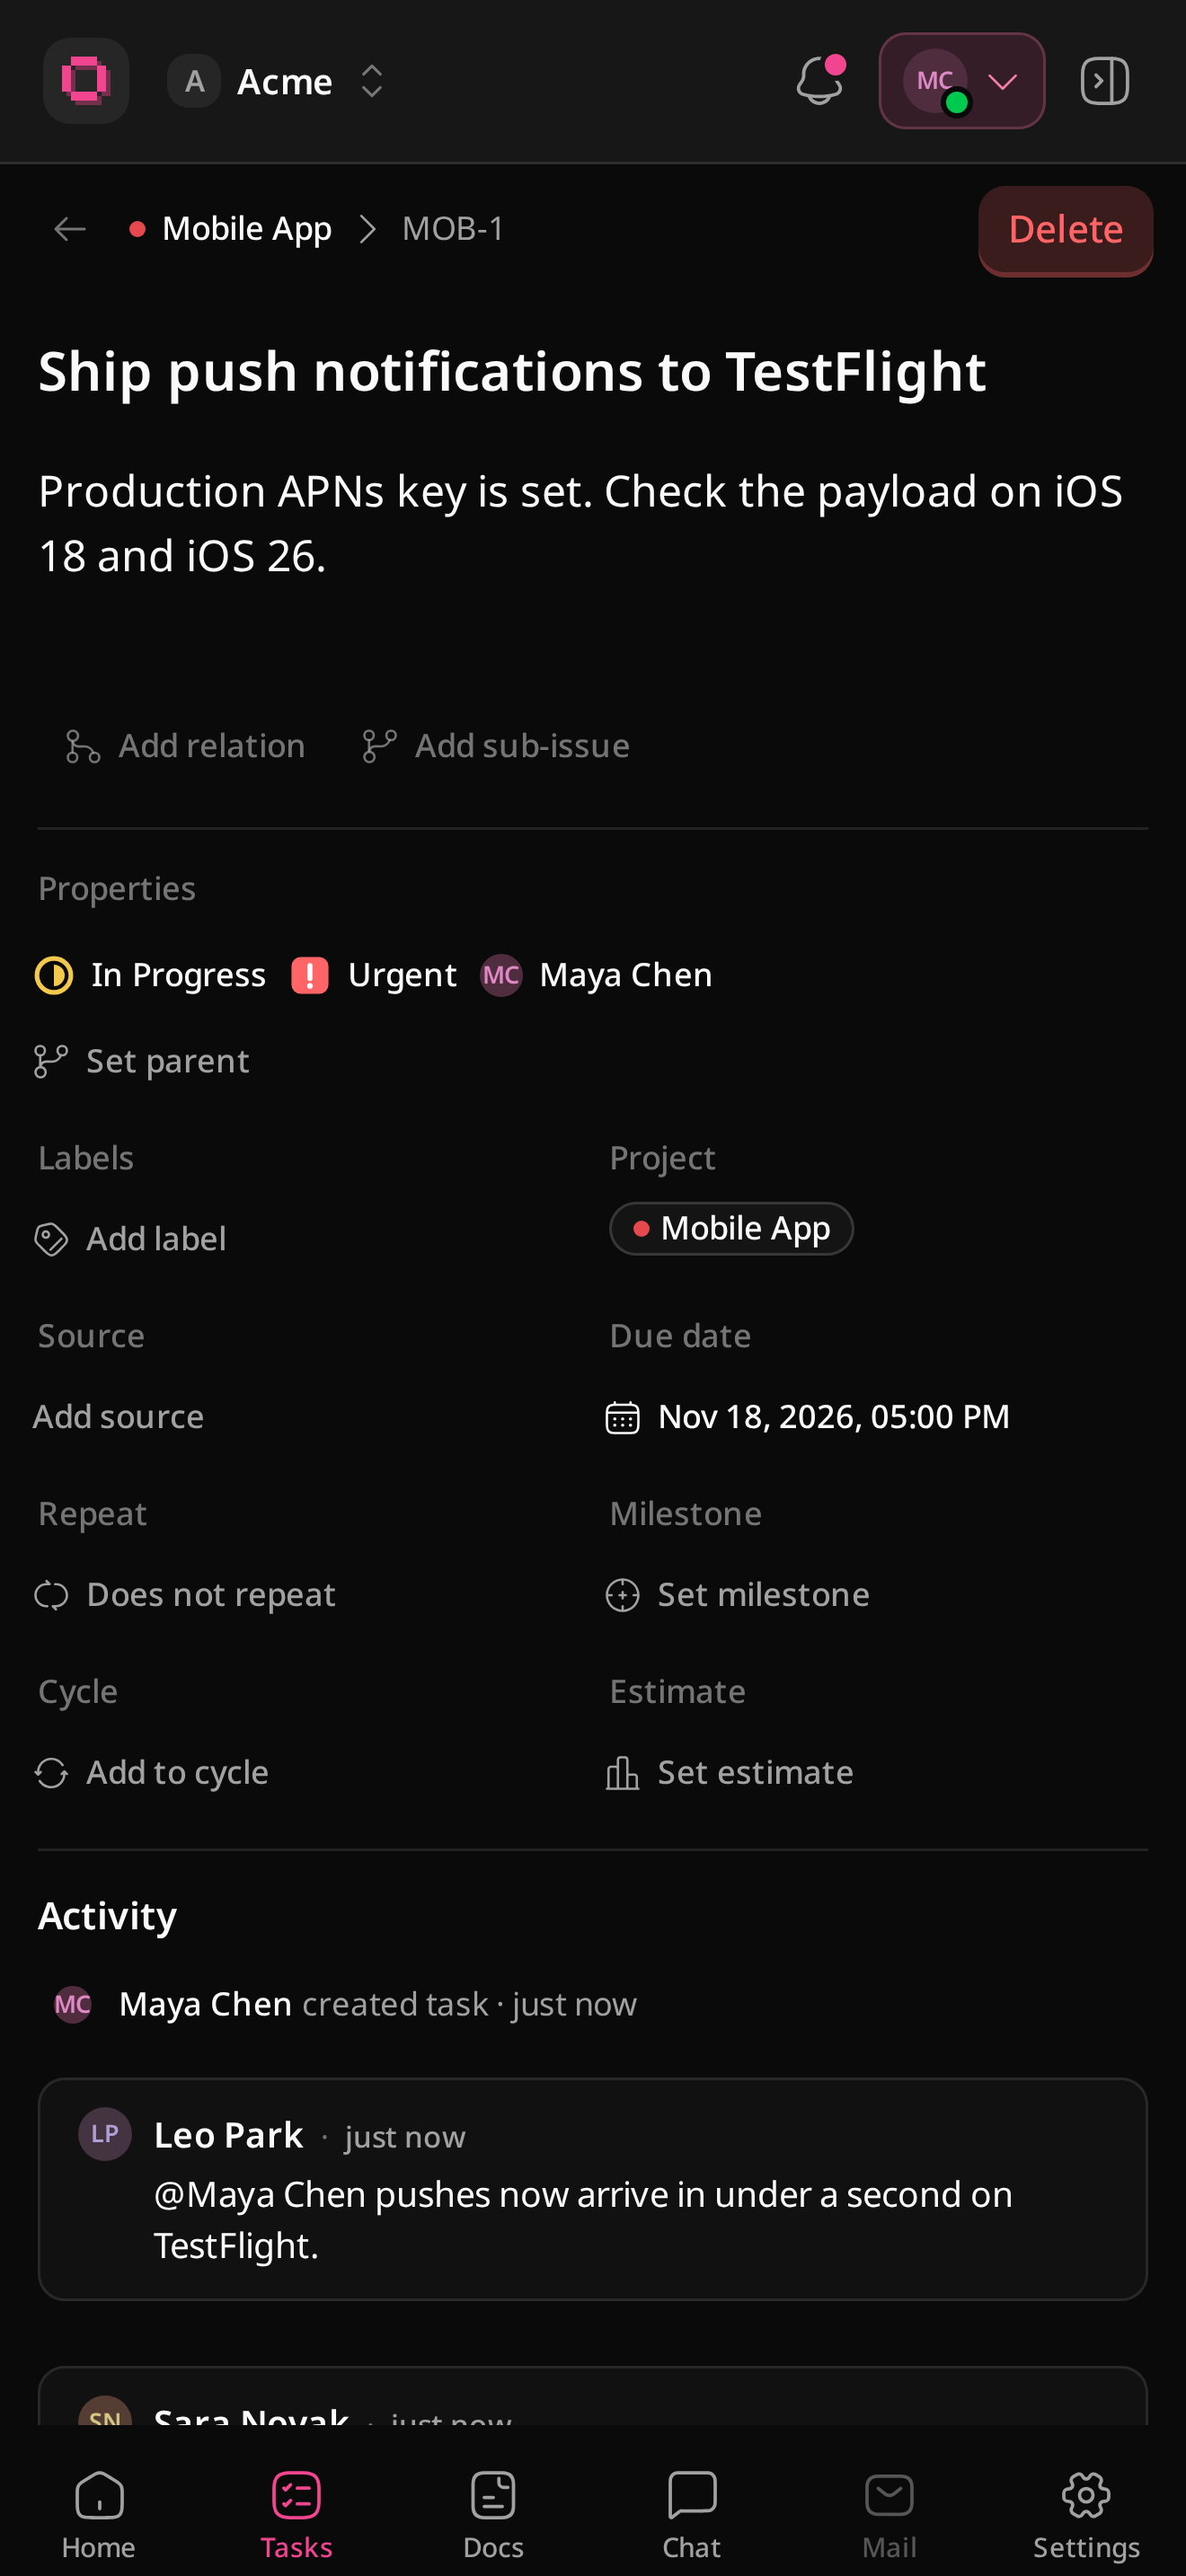 A Acme
MC
Mobile App MOB-1
Delete
Ship push notifications to TestFlight
Production APNs key is set. Check the payload on iOS
18 and iOS 26.
Add relation Add sub-issue
Properties
In Progress Urgent MC Maya Chen
Set parent
Labels Project
Add label Mobile App
Source Due date
Add source Nov 18, 2026, 05:00 PM
Repeat Milestone
Does not repeat Set milestone
Cycle Estimate
Add to cycle Set estimate
Activity
MC Maya Chen created task · just now
LP Leo Park · just now
@Maya Chen pushes now arrive in under a second on
TestFlight.
SN Sara Novak · just now
Home Tasks Docs Chat Mail Settings